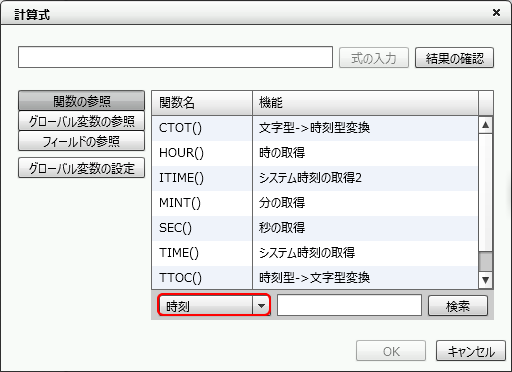 計算式
式の入力 結果の確認
関数の参照
グローバル変数の参照
フィールドの参照
グローバル変数の設定
関数名 機能
CTOT() 文字型->時刻型変換
HOUR() 時の取得
ITIME() システム時刻の取得2
MINT() 分の取得
SEC() 秒の取得
TIME() システム時刻の取得
TTOC() 時刻型->文字型変換
時刻 検索
OK キャンセル